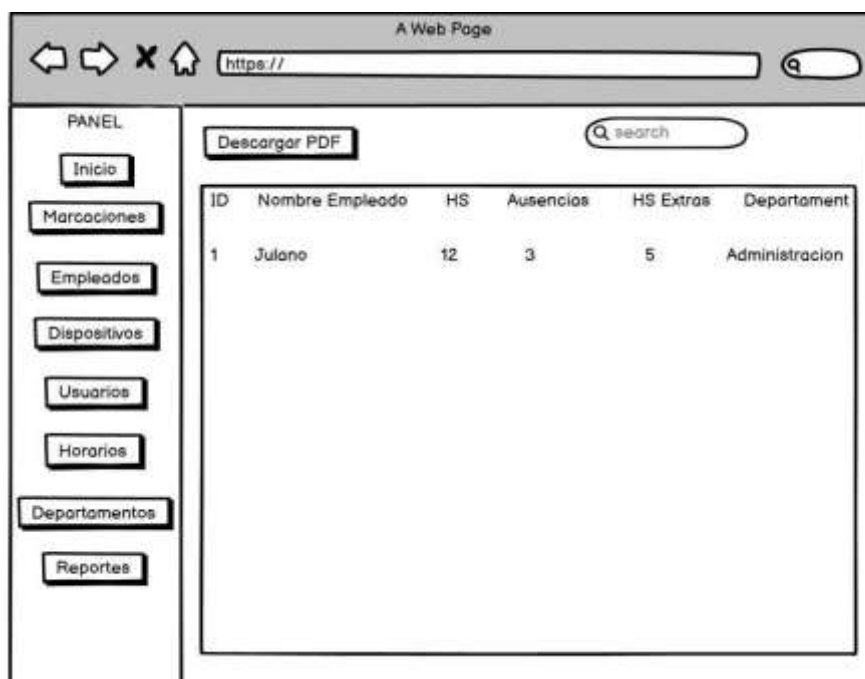 A Web Page
https://
PANEL
Inicio
Marcaciones
Empleados
Dispositivos
Usuarios
Horarios
Departamentos
Reportes
Descargar PDF
search
ID Nombre Empleado HS Ausencias HS Extras Departament
1 Julano 12 3 5 Administracion